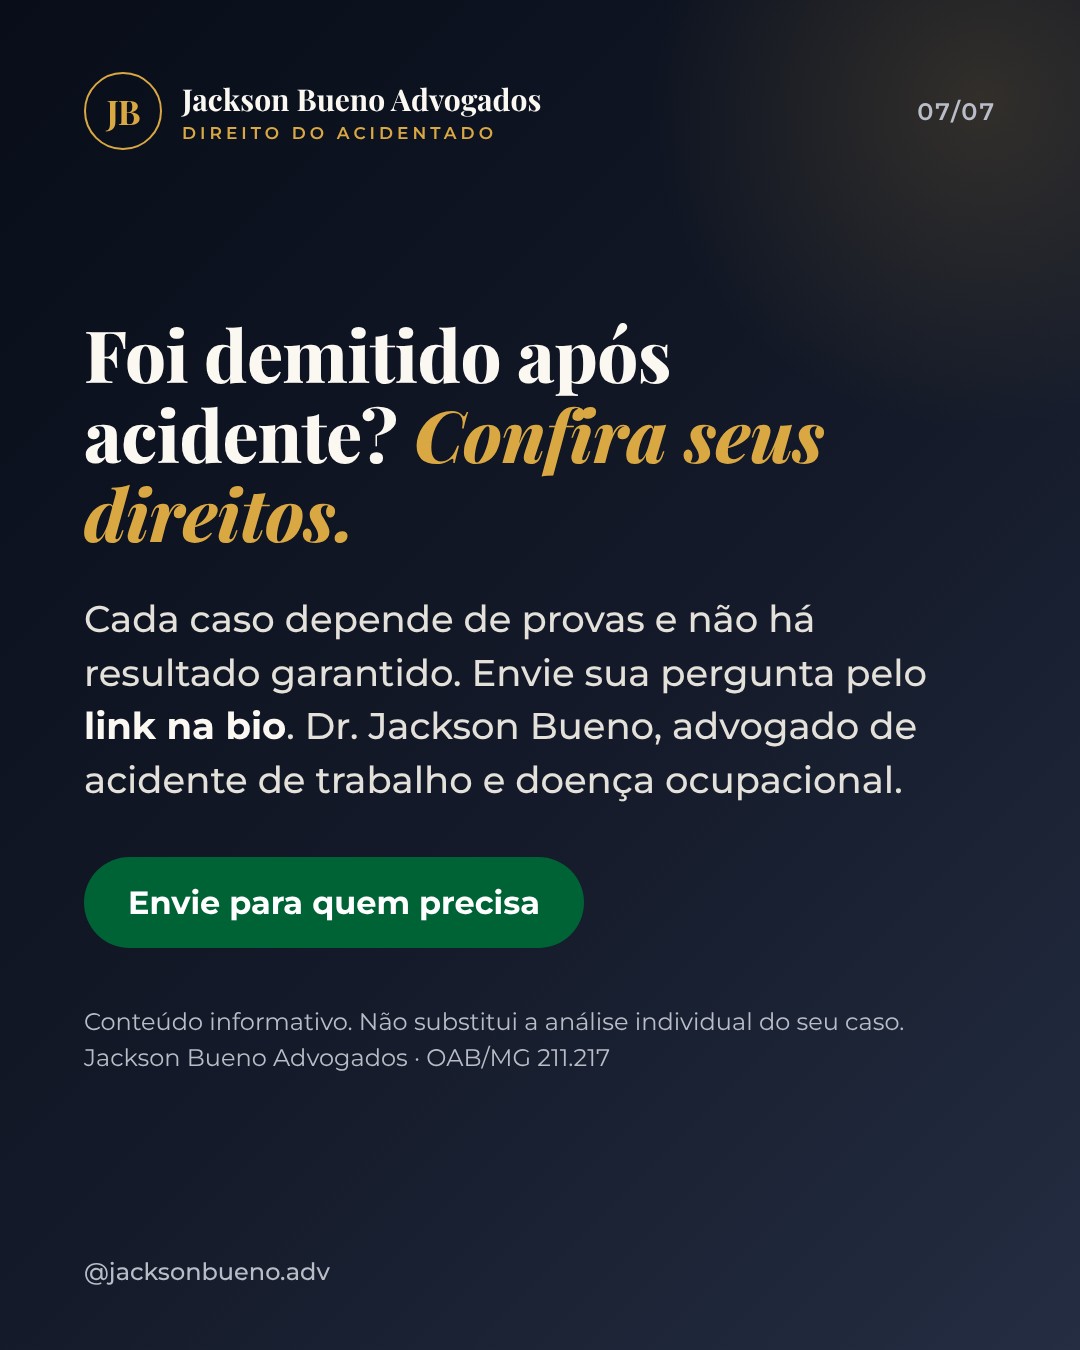 JB
Jackson Bueno Advogados
DIREITO DO ACIDENTADO
07/07
Foi demitido após
acidente? Confira seus
direitos.
Cada caso depende de provas e não há
resultado garantido. Envie sua pergunta pelo
link na bio. Dr. Jackson Bueno, advogado de
acidente de trabalho e doença ocupacional.
Envie para quem precisa
Conteúdo informativo. Não substitui a análise individual do seu caso.
Jackson Bueno Advogados · OAB/MG 211.217
@jacksonbueno.adv